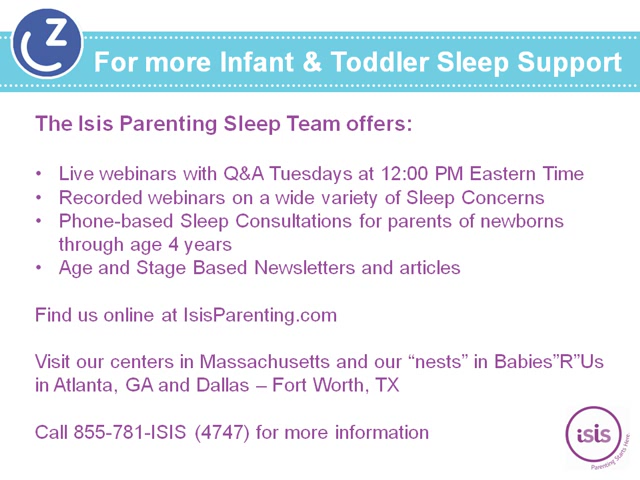 z
For more Infant & Toddler Sleep Support
The Isis Parenting Sleep Team offers:
• Live webinars with Q&A Tuesdays at 12:00 PM Eastern Time
• Recorded webinars on a wide variety of Sleep Concerns
• Phone-based Sleep Consultations for parents of newborns
through age 4 years
• Age and Stage Based Newsletters and articles
Find us online at IsisParenting.com
Visit our centers in Massachusetts and our “nests” in Babies”R”Us
in Atlanta, GA and Dallas – Fort Worth, TX
Call 855-781-ISIS (4747) for more information
isis
Parenting Starts Here.